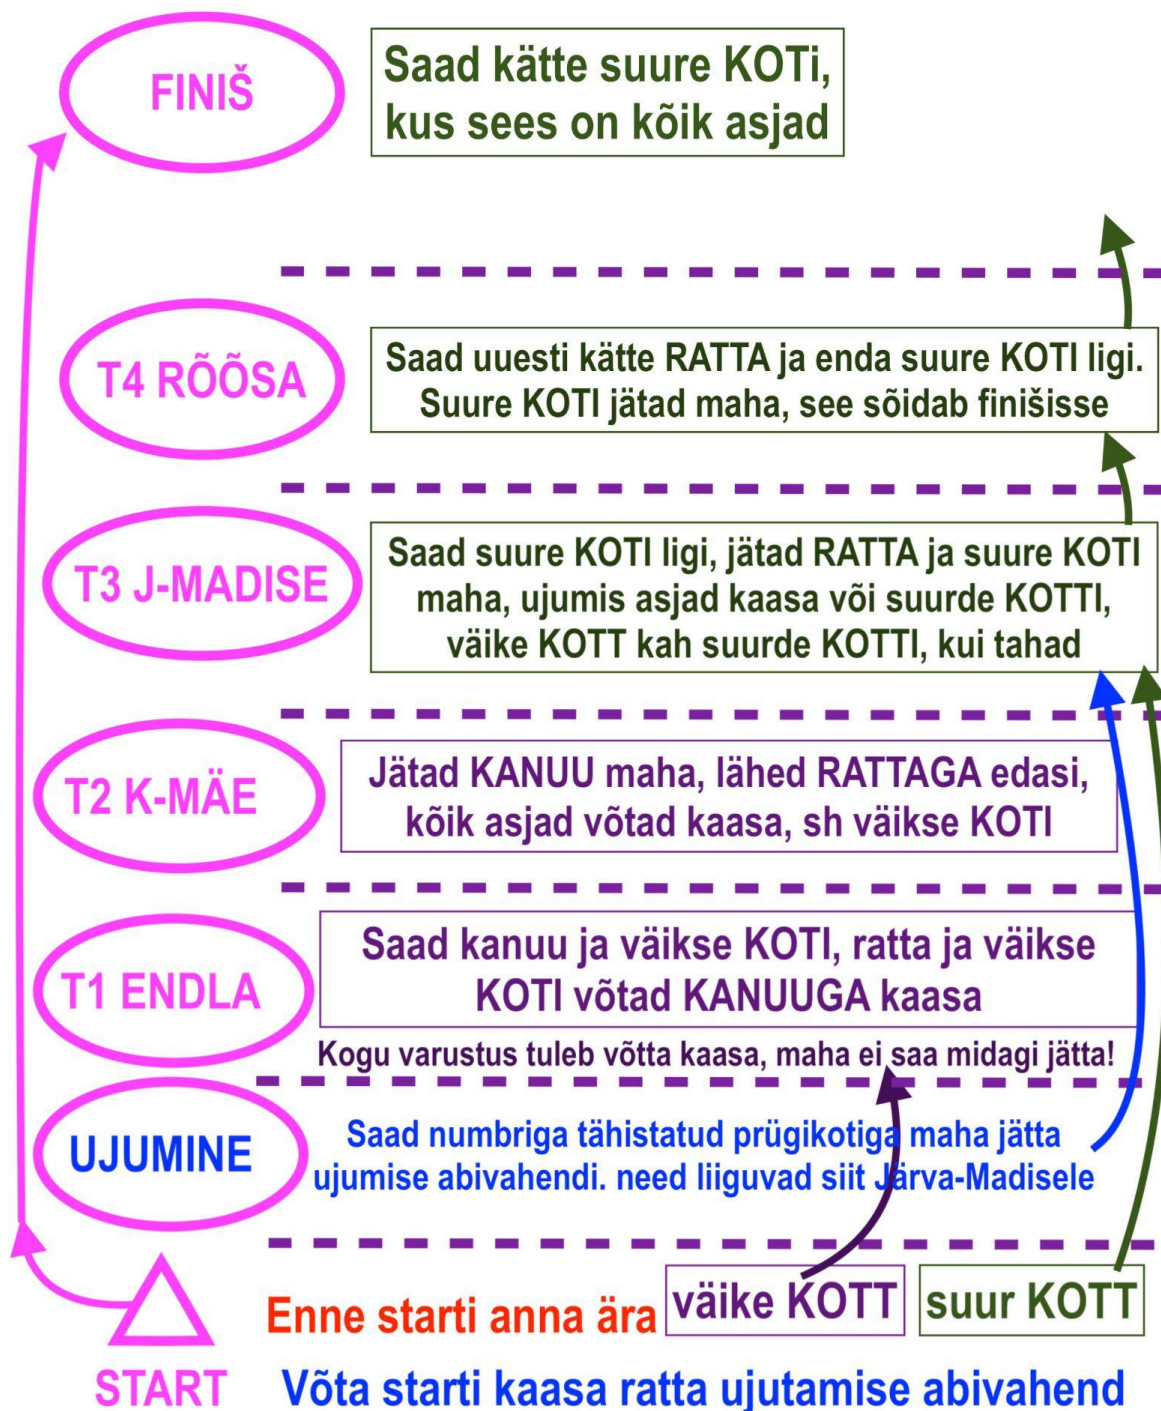 FINIŠ
Saad kätte suure KOTi,
kus sees on kõik asjad
T4 RÕÕSA
Saad uuesti kätte RATTA ja enda suure KOTI ligi.
Suure KOTI jätad maha, see sõidab finišisse
T3 J-MADISE
Saad suure KOTI ligi, jätad RATTA ja suure KOTI
maha, ujumis asjad kaasa või suurde KOTTI,
väike KOTT kah suurde KOTTI, kui tahad
T2 K-MÄE
Jätad KANUU maha, lähed RATTAGA edasi,
kõik asjad võtad kaasa, sh väikse KOTI
T1 ENDLA
Saad kanuu ja väikse KOTI, ratta ja väikse
KOTI võtad KANUUGA kaasa
Kogu varustus tuleb võtta kaasa, maha ei saa midagi jätta!
UJUMINE
Saad numbriga tähistatud prügikotiga maha jätta
ujumise abivahendi. need liiguvad siit Järva-Madisele
Enne starti anna ära väike KOTT suur KOTT
START
Võta starti kaasa ratta ujutamise abivahend